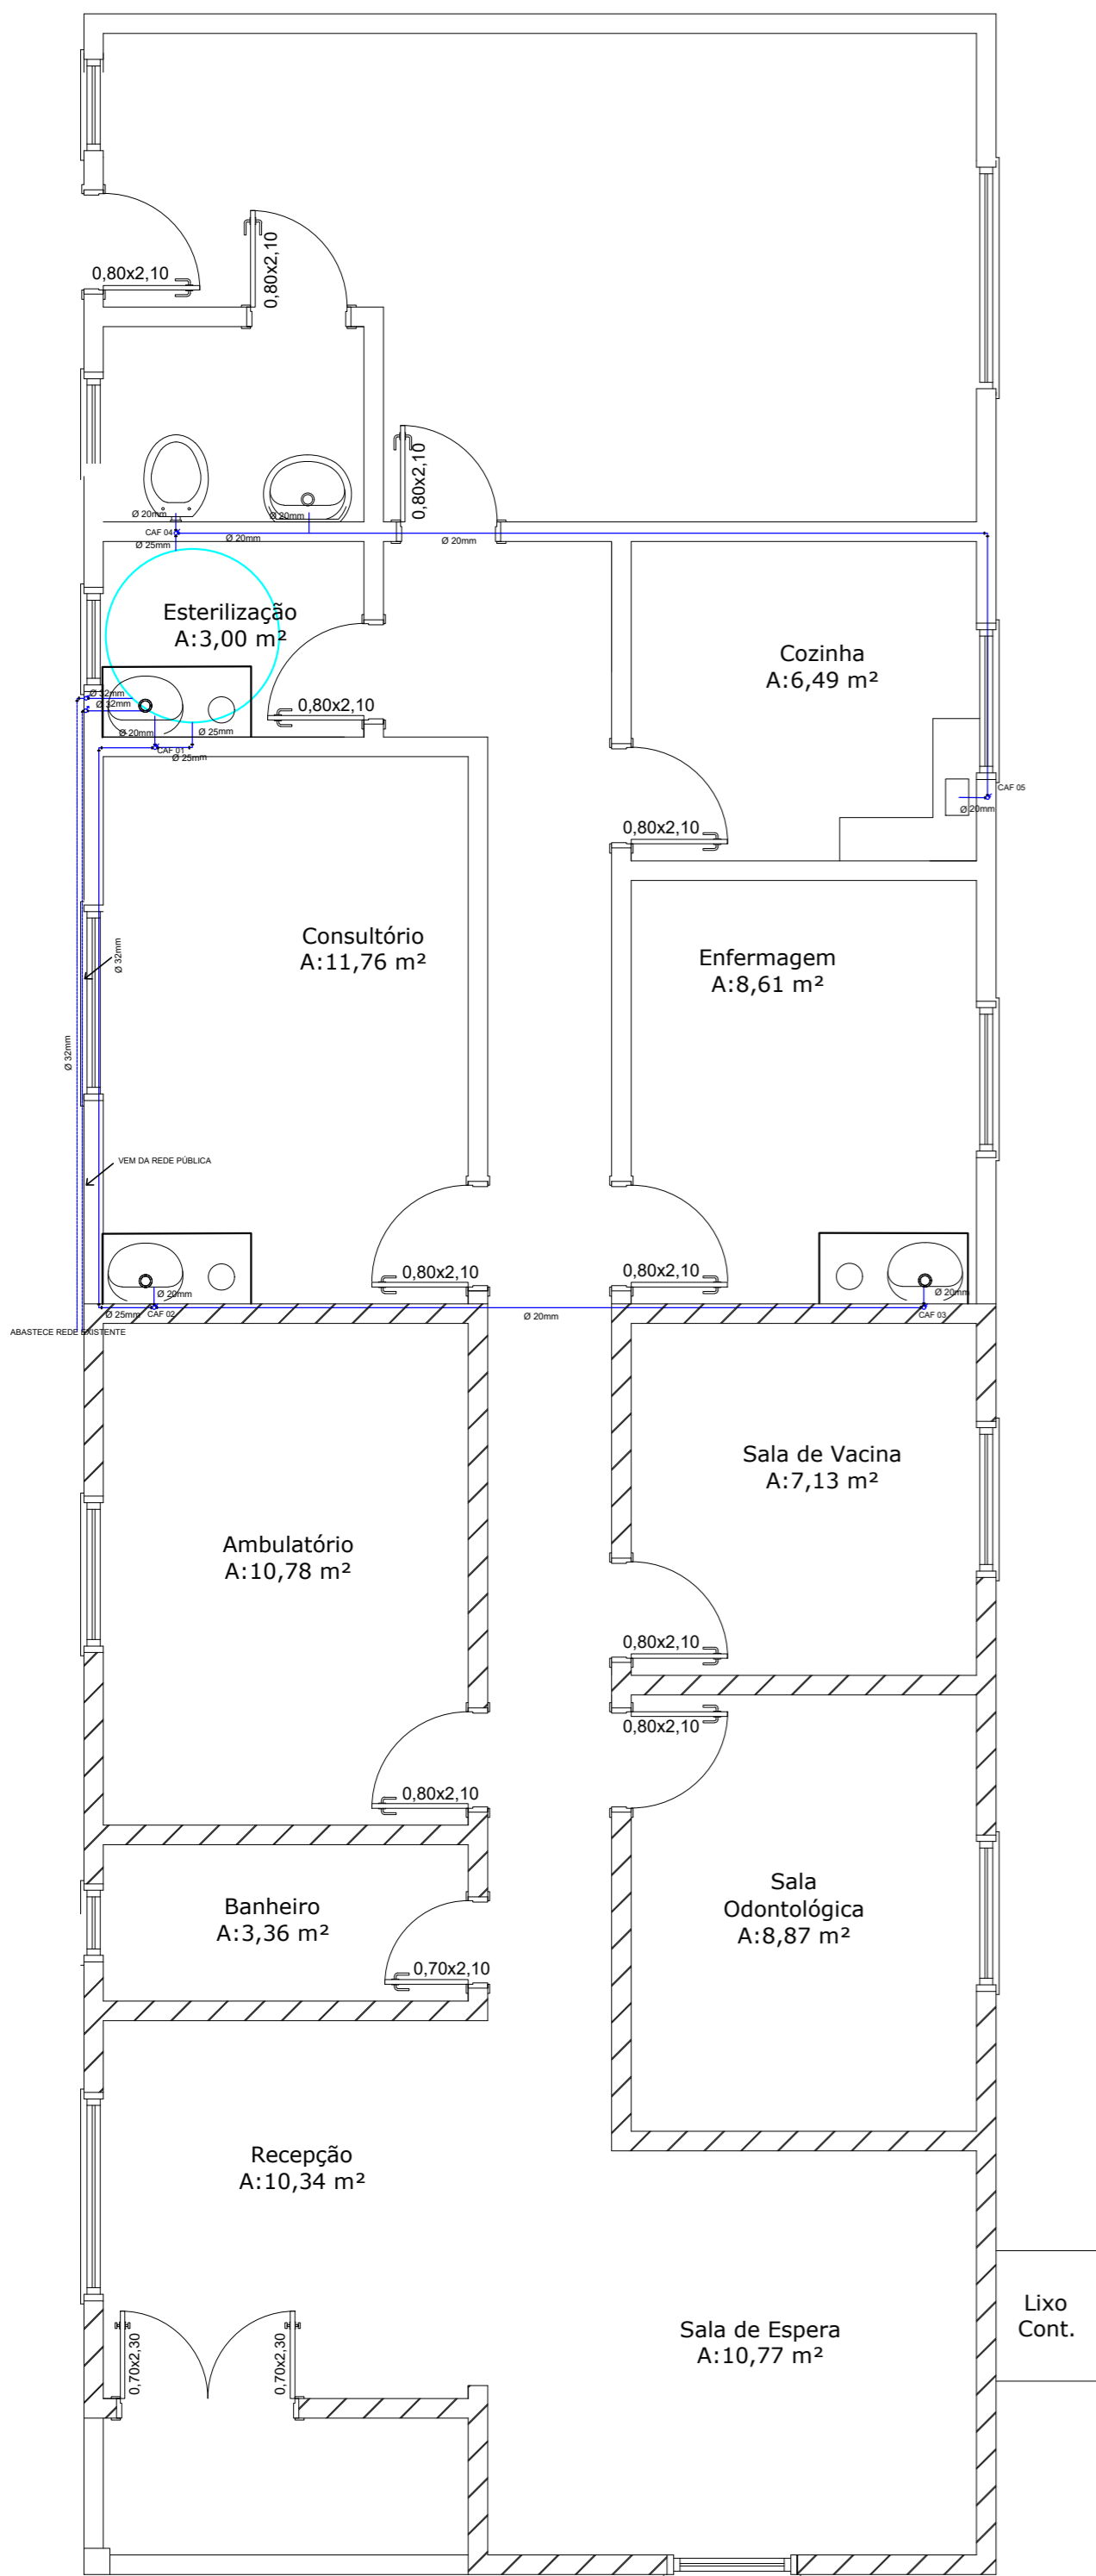 0,80x2,10
0,80x2,10
0,80x2,10
Ø 20mm
Ø 20mm
CAF 04
Ø 20mm
Ø 20mm
Ø 25mm
Esterilização
A:3,00 m²
Cozinha
A:6,49 m²
Ø 32mm
Ø 32mm
0,80x2,10
Ø 20mm
Ø 25mm
CAF 01
Ø 25mm
CAF 05
Ø 20mm
0,80x2,10
Consultório
A:11,76 m²
Enfermagem
A:8,61 m²
Ø 32mm
Ø 32mm
VEM DA REDE PÚBLICA
0,80x2,10
0,80x2,10
Ø 20mm
Ø 20mm
Ø 25mm
CAF 02
Ø 20mm
CAF 03
ABASTECE REDE EXISTENTE
Sala de Vacina
A:7,13 m²
Ambulatório
A:10,78 m²
0,80x2,10
0,80x2,10
0,80x2,10
Sala
Odontológica
A:8,87 m²
Banheiro
A:3,36 m²
0,70x2,10
Recepção
A:10,34 m²
Lixo
Cont.
Sala de Espera
A:10,77 m²
0,70x2,30
0,70x2,30